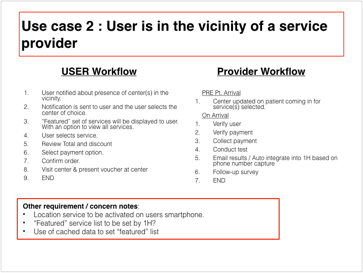 Use case 2 : User is in the vicinity of a service
provider
USER Workflow
1. User notified about presence of center(s) in the
vicinity.
2. Notification is sent to user and the user selects the
center of choice.
3. "Featured" set of services will be displayed to user.
With an option to view all services.
4. User selects service.
5. Review Total and discount
6. Select payment option.
7. Confirm order.
8. Visit center & present voucher at center
9. END
Provider Workflow
PRE Pt. Arrival
1. Center updated on patient coming in for
service(s) selected.
On Arrival
1. Verify user
2. Verify payment
3. Collect payment
4. Conduct test
5. Email results / Auto integrate into 1H based on
phone number capture
6. Follow-up survey
7. END
Other requirement / concern notes:
• Location service to be activated on users smartphone.
• "Featured" service list to be set by 1H?
• Use of cached data to set "featured" list